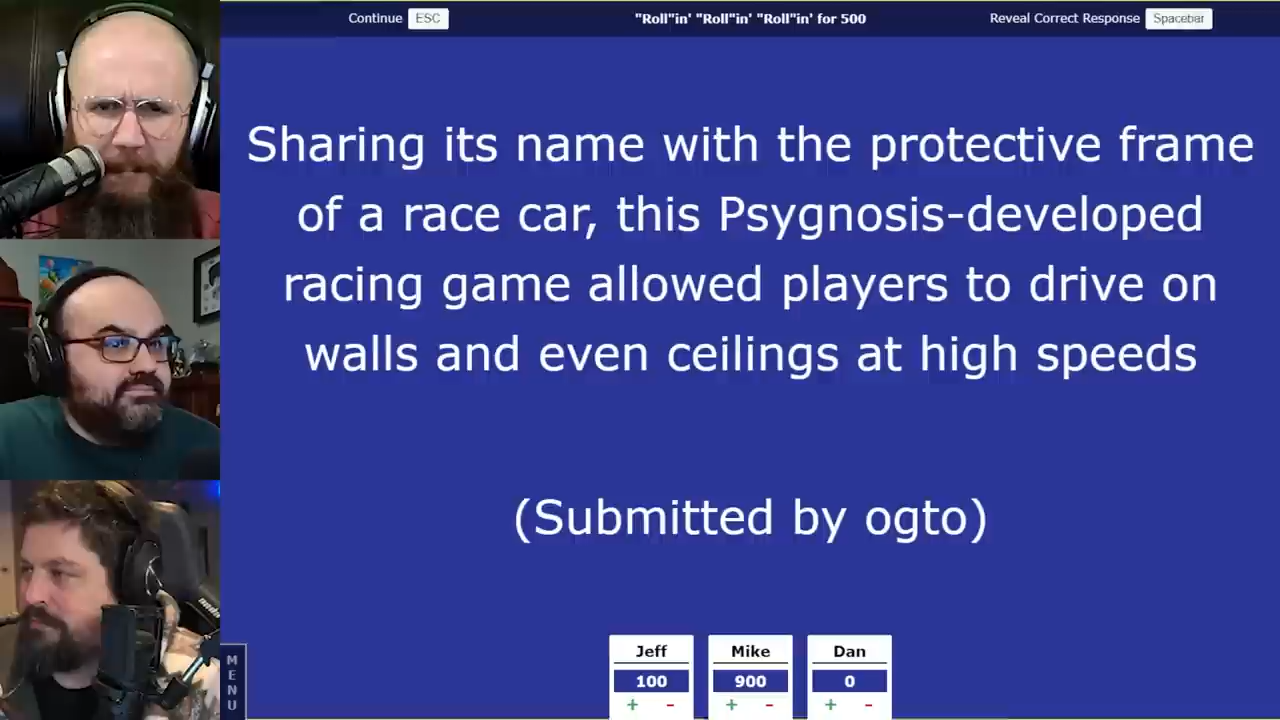 Continue ESC "Roll"in' "Roll"in' "Roll"in' for 500 Reveal Correct Response Spacebar
Sharing its name with the protective frame
of a race car, this Psygnosis-developed
racing game allowed players to drive on
walls and even ceilings at high speeds
(Submitted by ogto)
MENU
Jeff Mike Dan
100 900 0
+ - + - + -